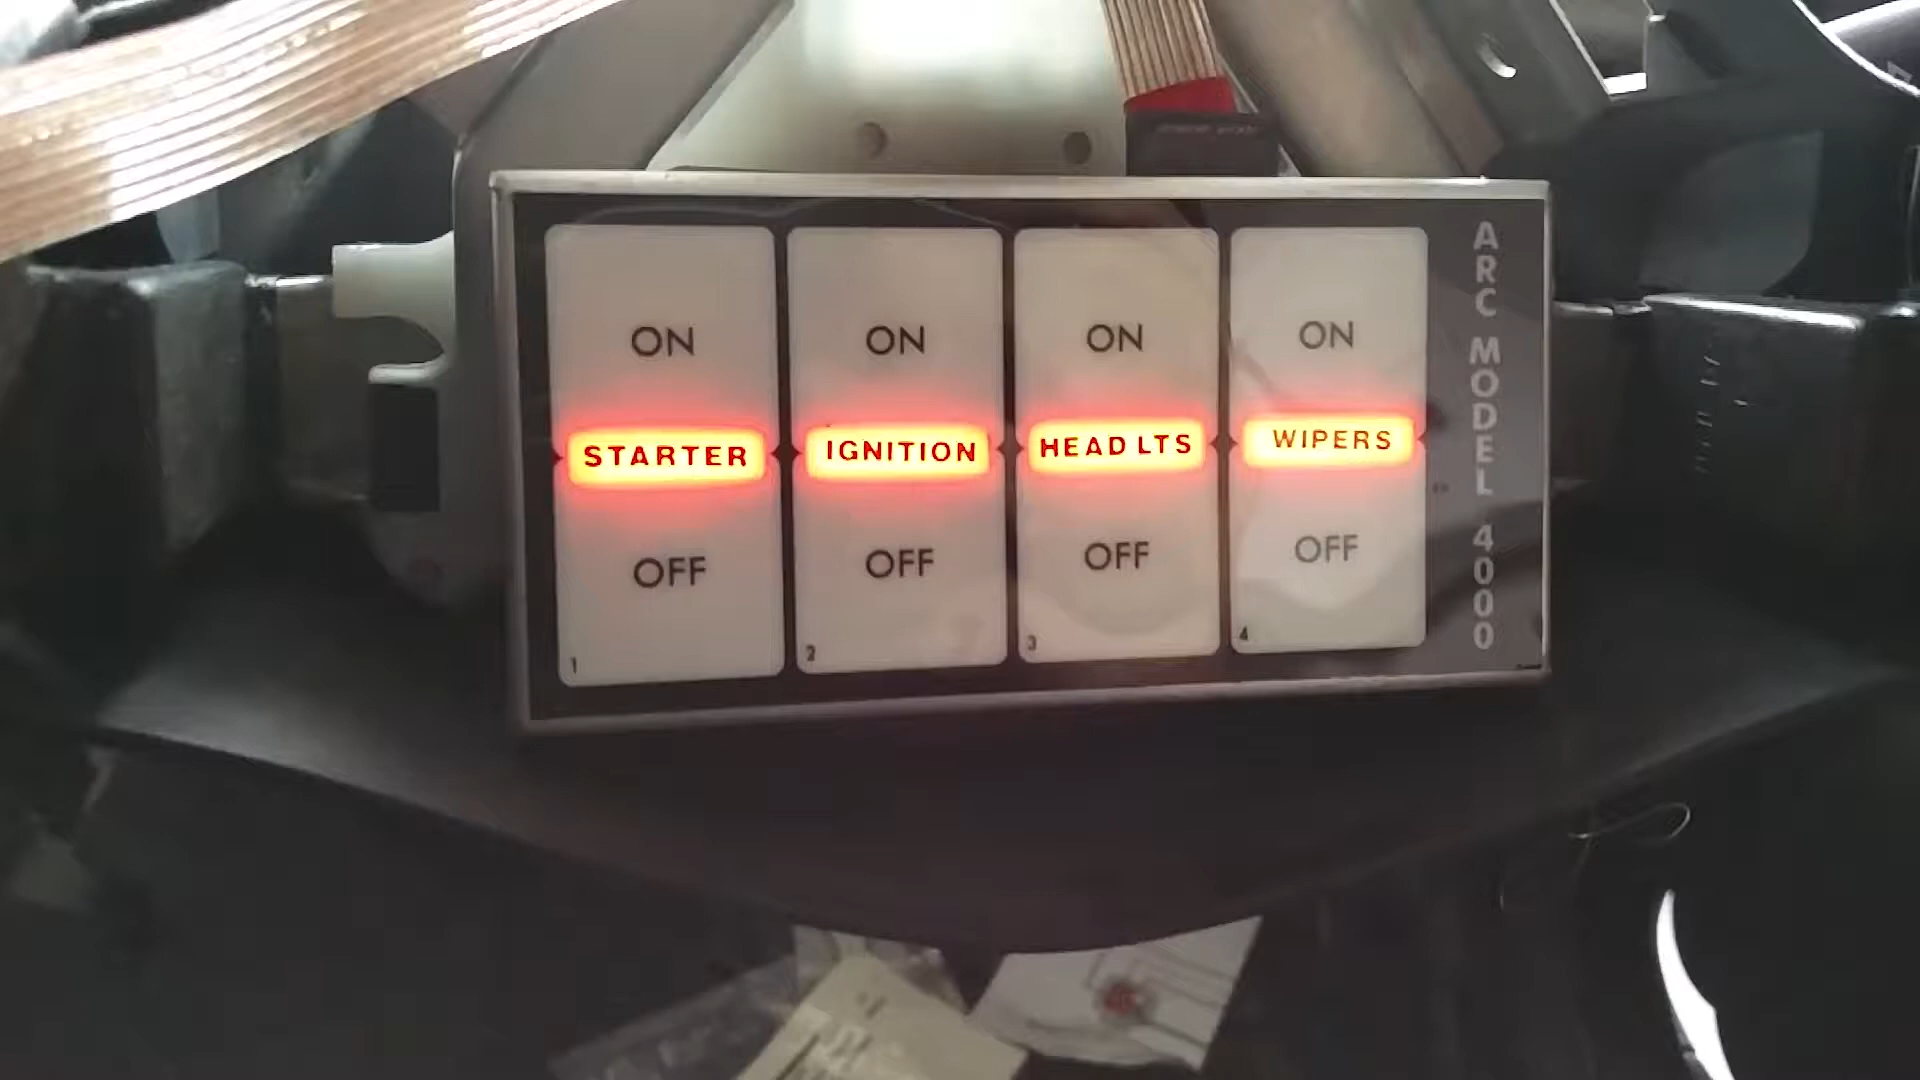 ON
STARTER
OFF
1
ON
IGNITION
OFF
2
ON
HEAD LTS
OFF
3
ON
WIPERS
OFF
4
ARC MODEL 4000